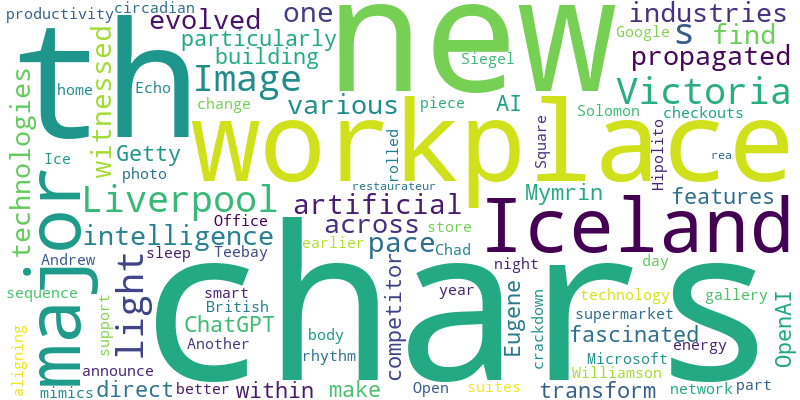 productivity
circadian
evolved
one
new
industries
th
particularly
s
find
Google
building
Siegel
propagated
witnessed
home
Echo
Image
change
various
piece
AI
Solomon
Victoria
checkouts
workplace
technologies
Ice
Getty
photo
rolled
Square
Hipolito
rea
restaurateur
major
Liverpool
artificial
Mymrin
features
Office
across
store
Iceland
intelligence
earlier
pace
Chad
Andrew
light
sleep
Teebay
competitor
night
Eugene
day
chars
sequence
support
smart
British
year
crackdown
technology
gallery
OpenAI
ChatGPT
body
supermarket
fascinated
aligning
Another
rhythm
Microsoft
energy
announce
Williamson
mimics
direct
better
within
make
Open
suites
transform
network
part